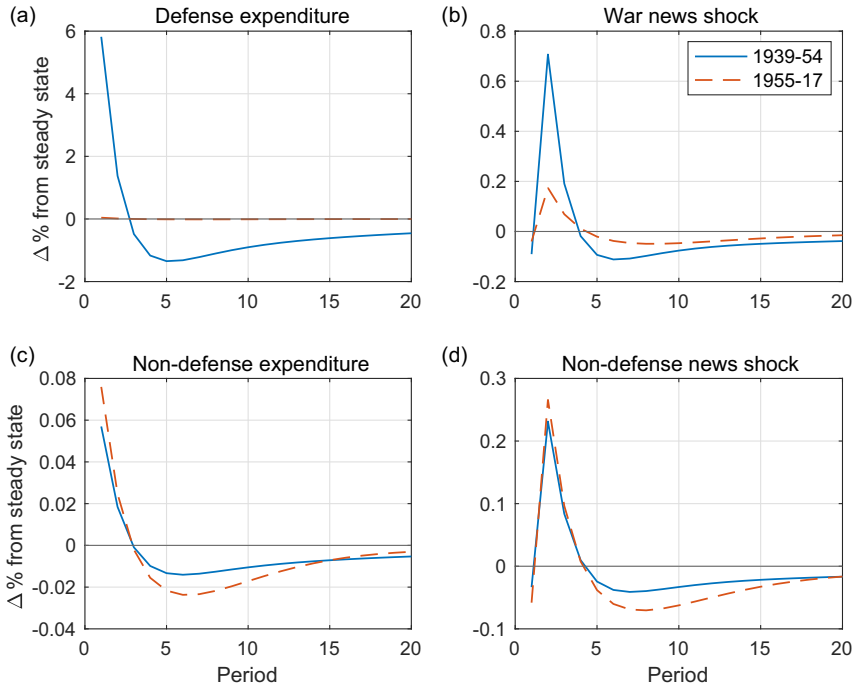 (a) Defense expenditure
Δ % from steady state
6
4
2
0
-2
0 5 10 15 20
(b) War news shock
1939-54
1955-17
0.8
0.6
0.4
0.2
0
-0.2
0 5 10 15 20
(c) Non-defense expenditure
Δ % from steady state
0.08
0.06
0.04
0.02
0
-0.02
-0.04
0 5 10 15 20
Period
(d) Non-defense news shock
0.3
0.2
0.1
0
-0.1
0 5 10 15 20
Period